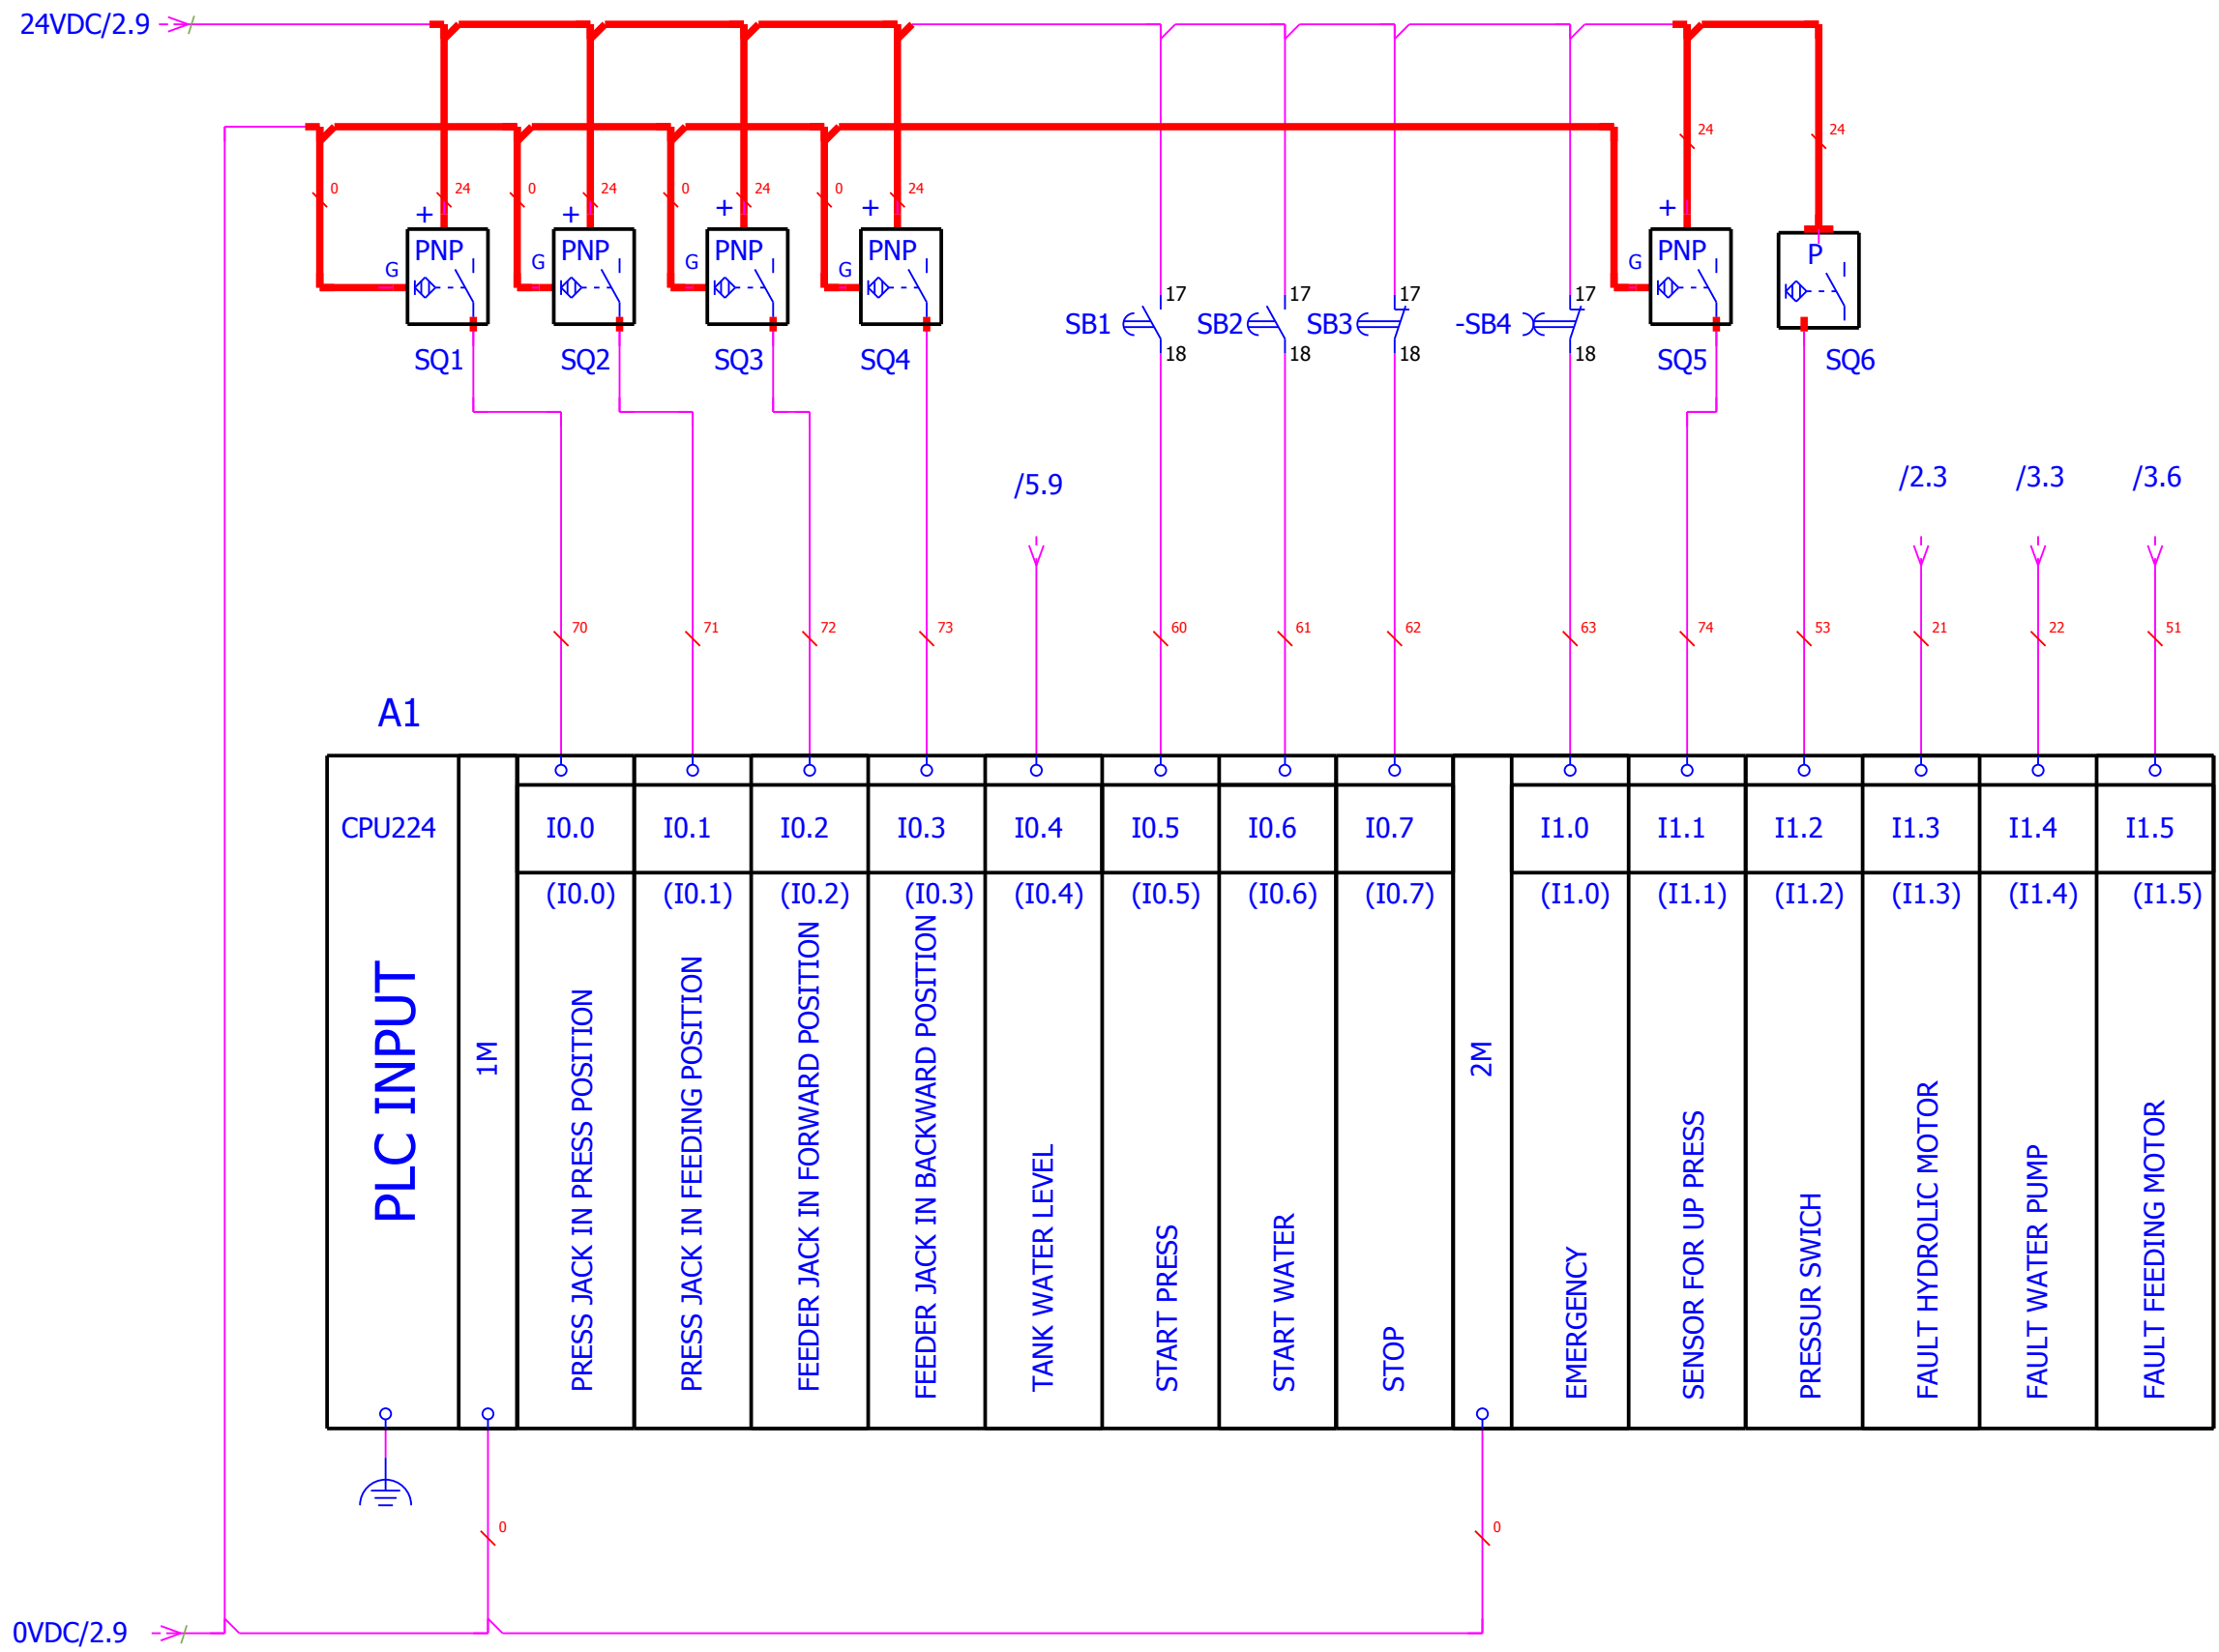 24VDC/2.9
24 24
0 24 0 24 0 24 0 24
+ + + + +
PNP PNP PNP PNP PNP P
G G G G G
17 17 17 17
SB1 SB2 SB3 -SB4
18 18 18 18
SQ1 SQ2 SQ3 SQ4 SQ5 SQ6
/5.9 /2.3 /3.3 /3.6
70 71 72 73 60 61 62 63 74 53 21 22 51
A1
CPU224 I0.0 I0.1 I0.2 I0.3 I0.4 I0.5 I0.6 I0.7 I1.0 I1.1 I1.2 I1.3 I1.4 I1.5
(I0.0) (I0.1) (I0.2) (I0.3) (I0.4) (I0.5) (I0.6) (I0.7) (I1.0) (I1.1) (I1.2) (I1.3) (I1.4) (I1.5)
PLC INPUT
1M
PRESS JACK IN PRESS POSITION
PRESS JACK IN FEEDING POSITION
FEEDER JACK IN FORWARD POSITION
FEEDER JACK IN BACKWARD POSITION
TANK WATER LEVEL
START PRESS
START WATER
STOP
2M
EMERGENCY
SENSOR FOR UP PRESS
PRESSUR SWICH
FAULT HYDROLIC MOTOR
FAULT WATER PUMP
FAULT FEEDING MOTOR
0 0
0VDC/2.9